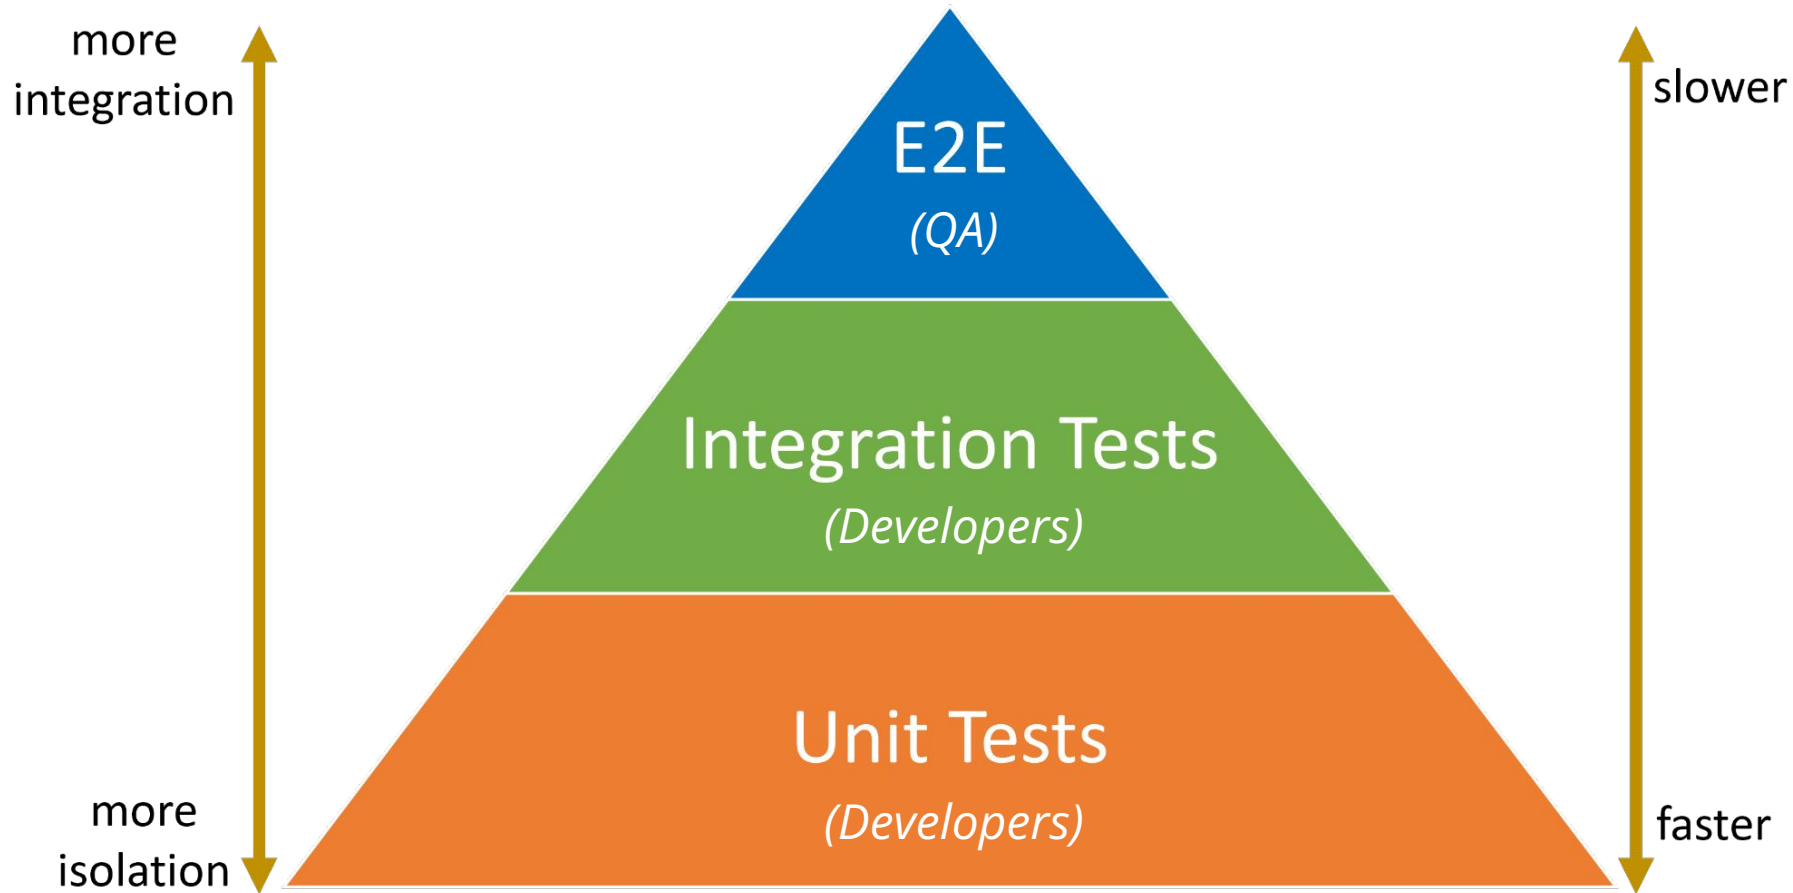 more
integration
slower
E2E
(QA)
Integration Tests
(Developers)
Unit Tests
(Developers)
more
isolation
faster